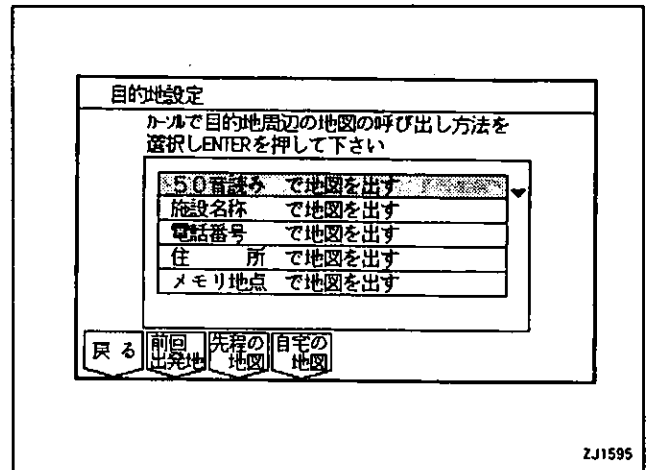 目的地設定
ｶｰｿﾙで目的地周辺の地図の呼び出し方法を
選択しENTERを押して下さい
50音読み で地図を出す
施設名称 で地図を出す
電話番号 で地図を出す
住 所 で地図を出す
メモリ地点 で地図を出す
戻る
前回
出発地
先程の
地図
自宅の
地図
ZJ1595